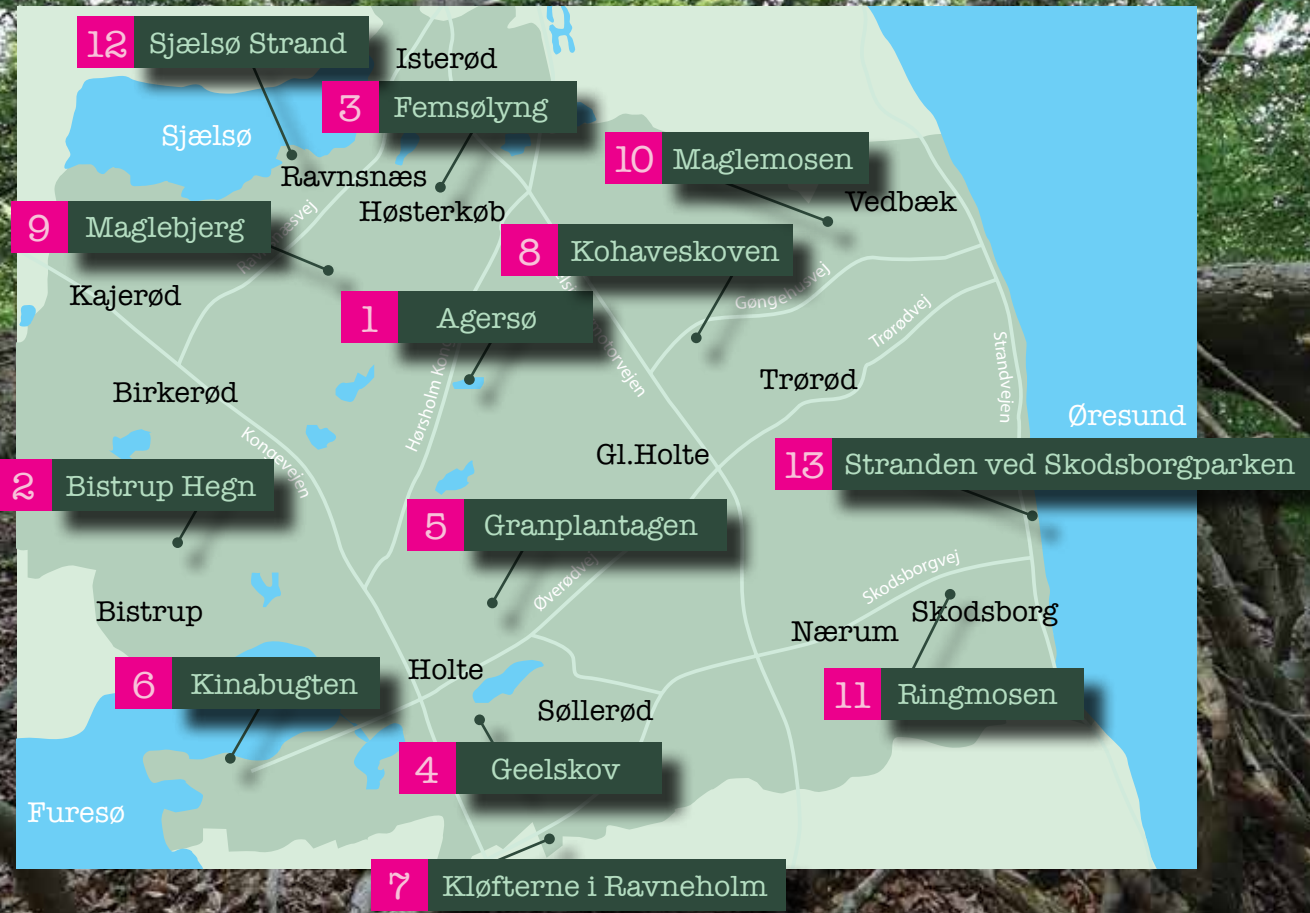 12 Sjælsø Strand
Isterød
3 Femsølyng
Sjælsø
10 Maglemosen
Ravnsnæs
Vedbæk
Høsterkøb
9 Maglebjerg
8 Kohaveskoven
Kajerød
Gøngehusvej
1 Agersø
Trørødvej
Strandvejen
Trørød
Birkerød
Øresund
Kongevejen
Gl.Holte
13 Stranden ved Skodsborgparken
2 Bistrup Hegn
5 Granplantagen
Øverødvej
Skodsborgvej
Bistrup
Skodsborg
Nærum
Holte
6 Kinabugten
11 Ringmosen
Søllerød
4 Geelskov
Furesø
7 Kløfterne i Ravneholm